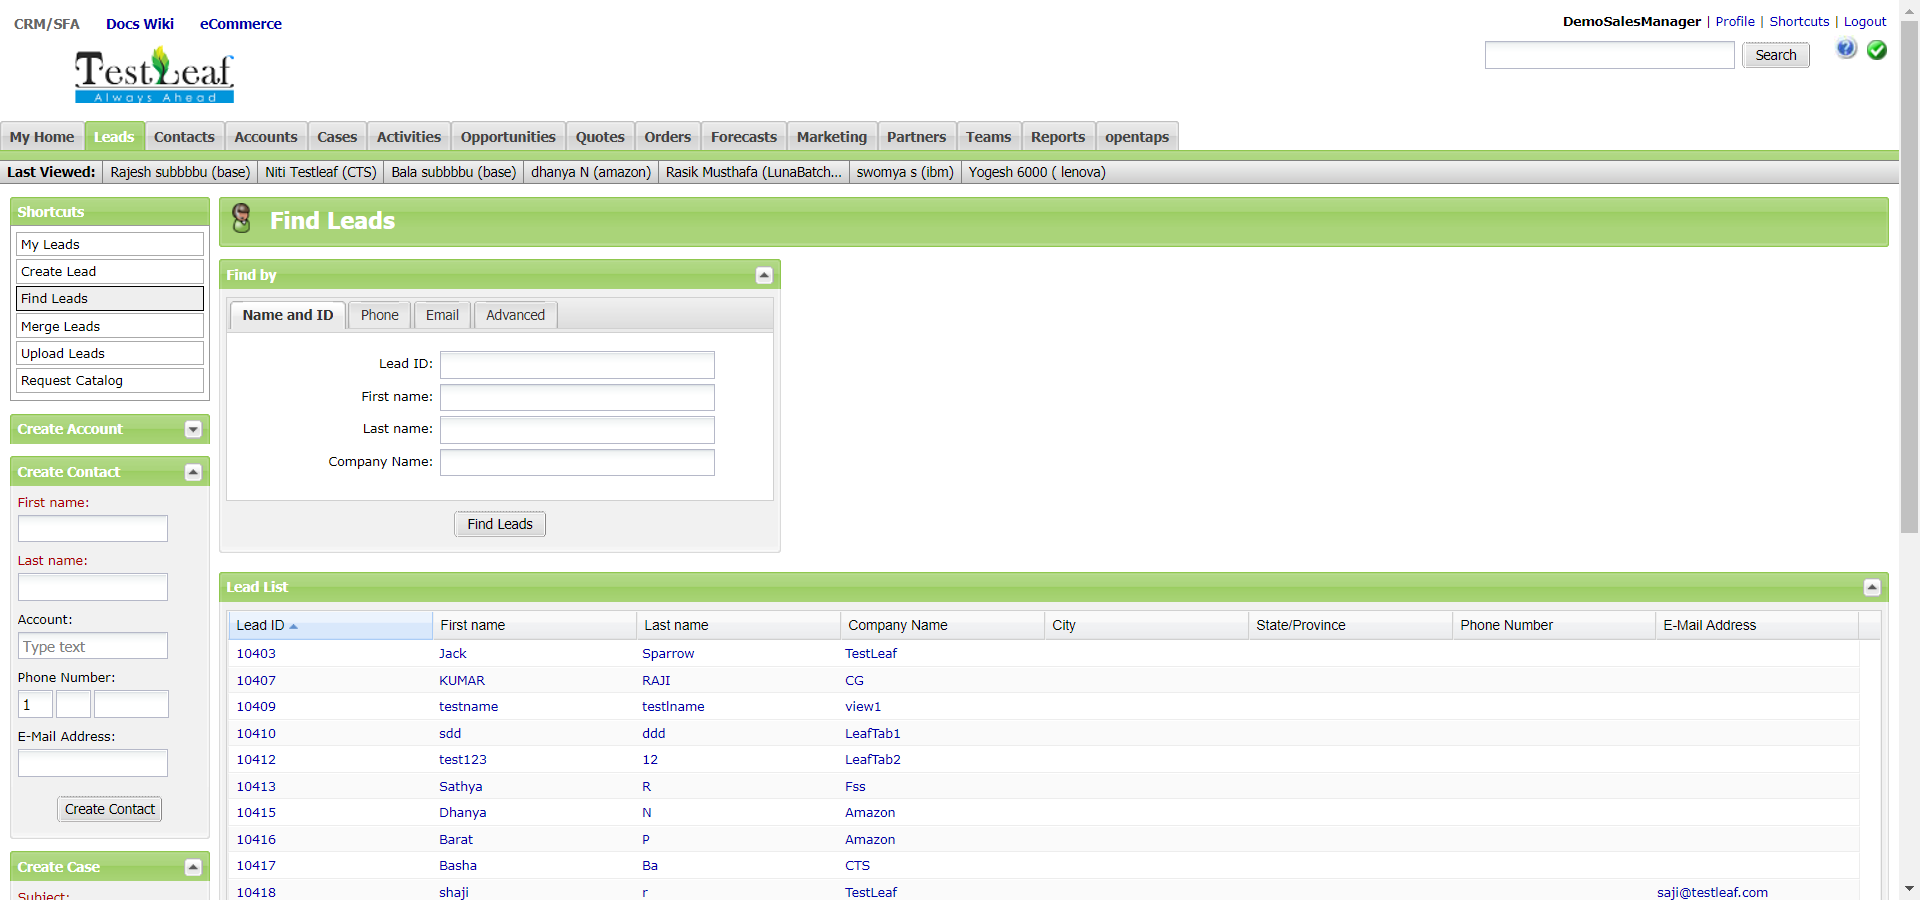 CRM/SFA Docs Wiki eCommerce
DemoSalesManager | Profile | Shortcuts | Logout
Search
TestLeaf
Always Ahead
My Home Leads Contacts Accounts Cases Activities Opportunities Quotes Orders Forecasts Marketing Partners Teams Reports opentaps
Last Viewed: Rajesh subbbbu (base) Niti Testleaf (CTS) Bala subbbbu (base) dhanya N (amazon) Rasik Musthafa (LunaBatch... swomya s (ibm) Yogesh 6000 ( lenova)
Shortcuts
My Leads
Create Lead
Find Leads
Merge Leads
Upload Leads
Request Catalog
Create Account
Create Contact
First name:
Last name:
Account:
Type text
Phone Number:
1
E-Mail Address:
Create Contact
Create Case
Subject:
Find Leads
Find by
Name and ID Phone Email Advanced
Lead ID:
First name:
Last name:
Company Name:
Find Leads
Lead List
Lead ID First name Last name Company Name City State/Province Phone Number E-Mail Address
10403 Jack Sparrow TestLeaf
10407 KUMAR RAJI CG
10409 testname testlname view1
10410 sdd ddd LeafTab1
10412 test123 12 LeafTab2
10413 Sathya R Fss
10415 Dhanya N Amazon
10416 Barat P Amazon
10417 Basha Ba CTS
10418 shaji r TestLeaf saji@testleaf.com